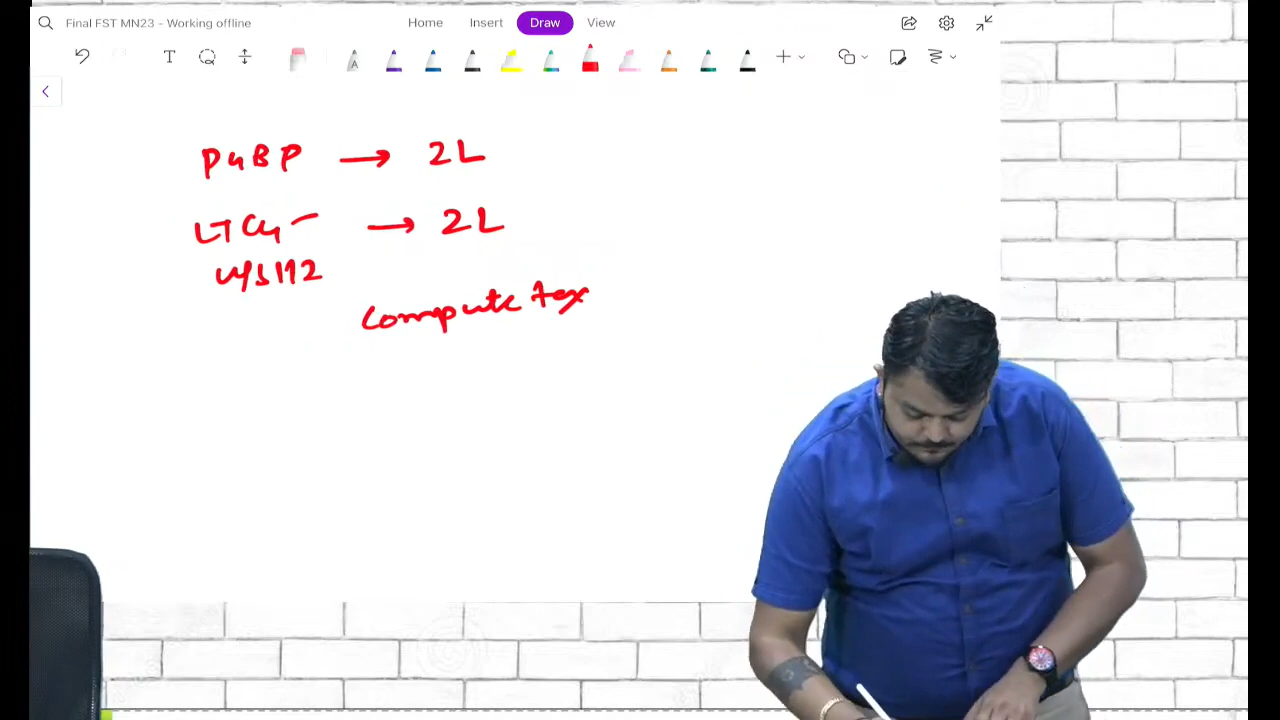 Final FST MN23 - Working offline
Home Insert Draw View
T
A
PGBP → 2L
LTCG → 2L
u/s 112
compute tax